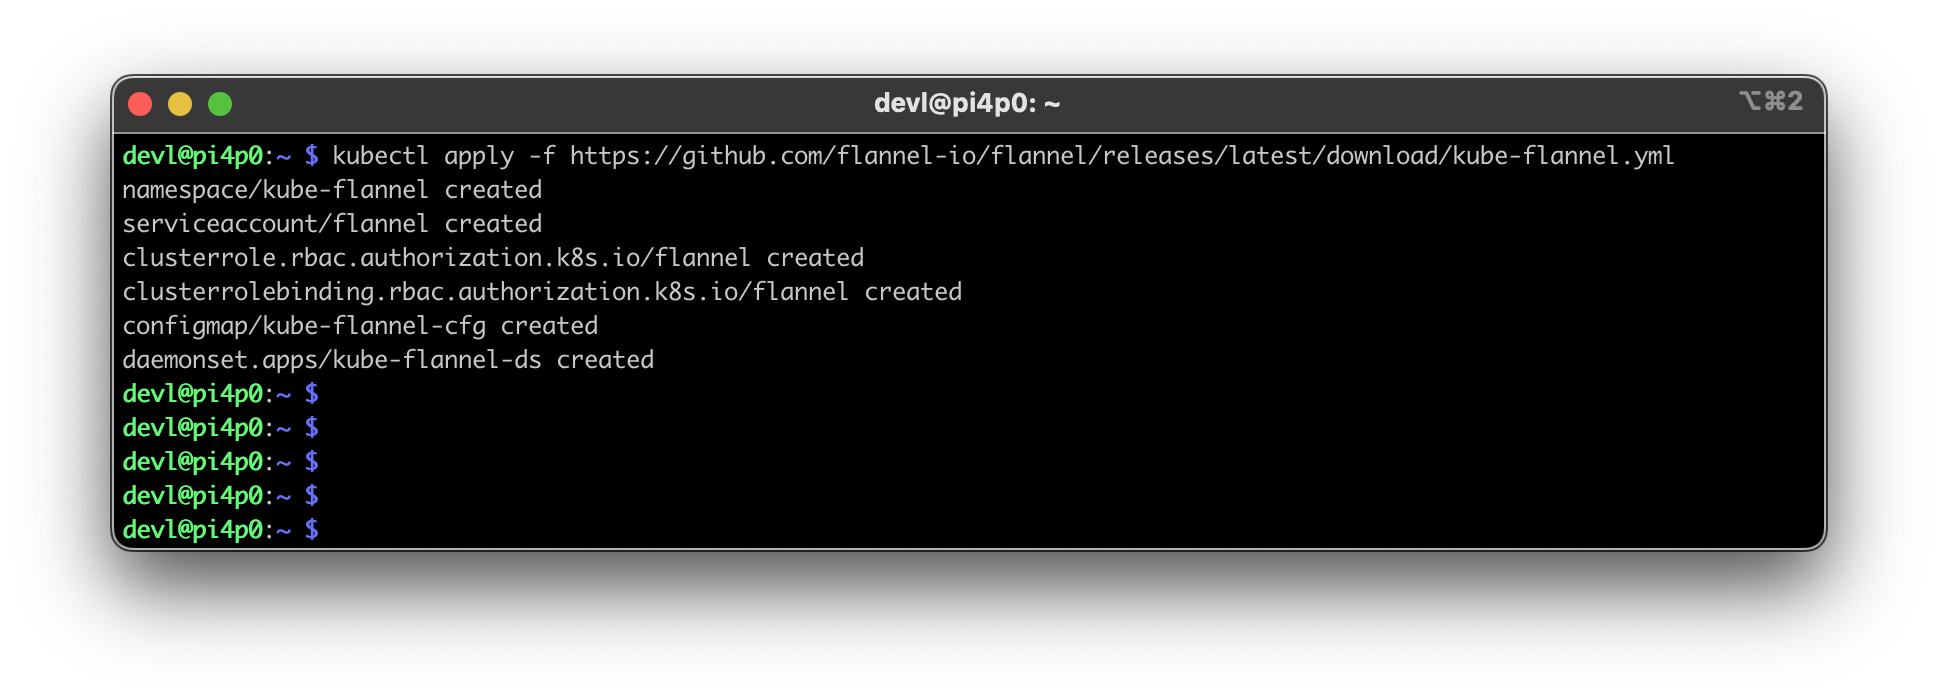 devl@pi4p0: ~
⌥⌘2
devl@pi4p0:~ $ kubectl apply -f https://github.com/flannel-io/flannel/releases/latest/download/kube-flannel.yml
namespace/kube-flannel created
serviceaccount/flannel created
clusterrole.rbac.authorization.k8s.io/flannel created
clusterrolebinding.rbac.authorization.k8s.io/flannel created
configmap/kube-flannel-cfg created
daemonset.apps/kube-flannel-ds created
devl@pi4p0:~ $
devl@pi4p0:~ $
devl@pi4p0:~ $
devl@pi4p0:~ $
devl@pi4p0:~ $